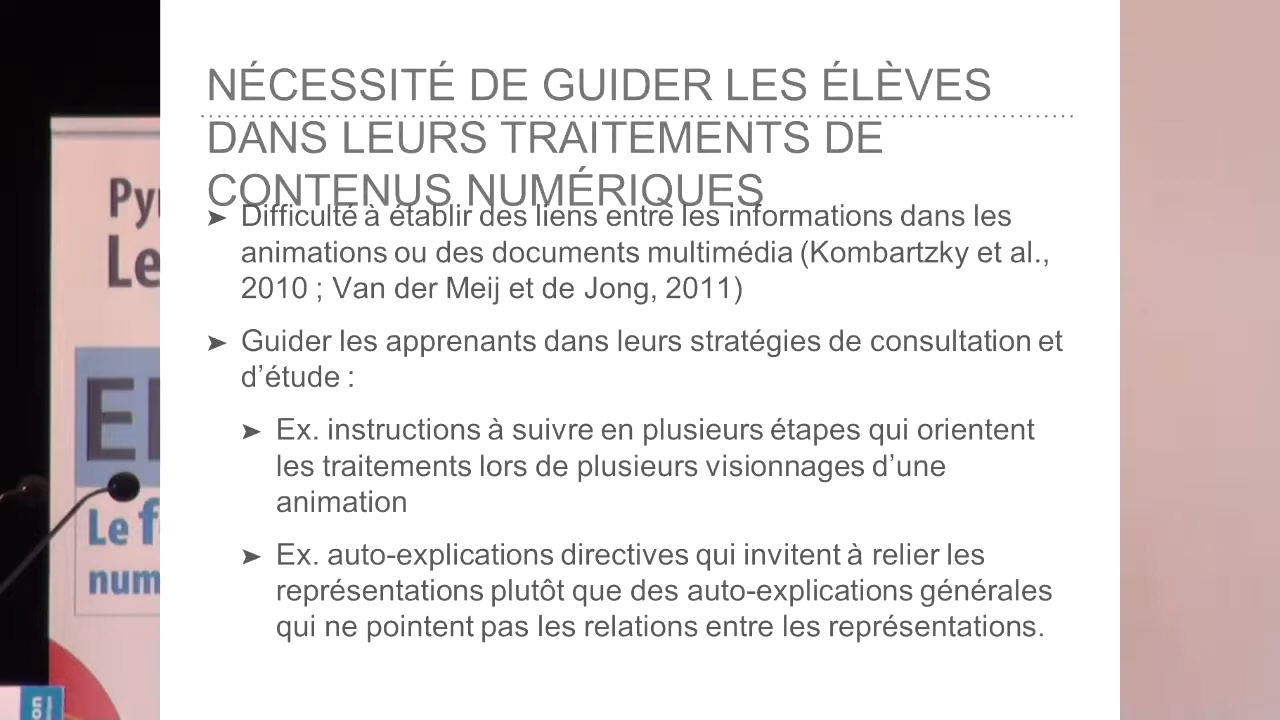 NÉCESSITÉ DE GUIDER LES ÉLÈVES
DANS LEURS TRAITEMENTS DE
CONTENUS NUMÉRIQUES
➤ Difficulté à établir des liens entre les informations dans les
animations ou des documents multimédia (Kombartzky et al.,
2010 ; Van der Meij et de Jong, 2011)
➤ Guider les apprenants dans leurs stratégies de consultation et
d’étude :
➤ Ex. instructions à suivre en plusieurs étapes qui orientent
les traitements lors de plusieurs visionnages d’une
animation
➤ Ex. auto-explications directives qui invitent à relier les
représentations plutôt que des auto-explications générales
qui ne pointent pas les relations entre les représentations.
Le